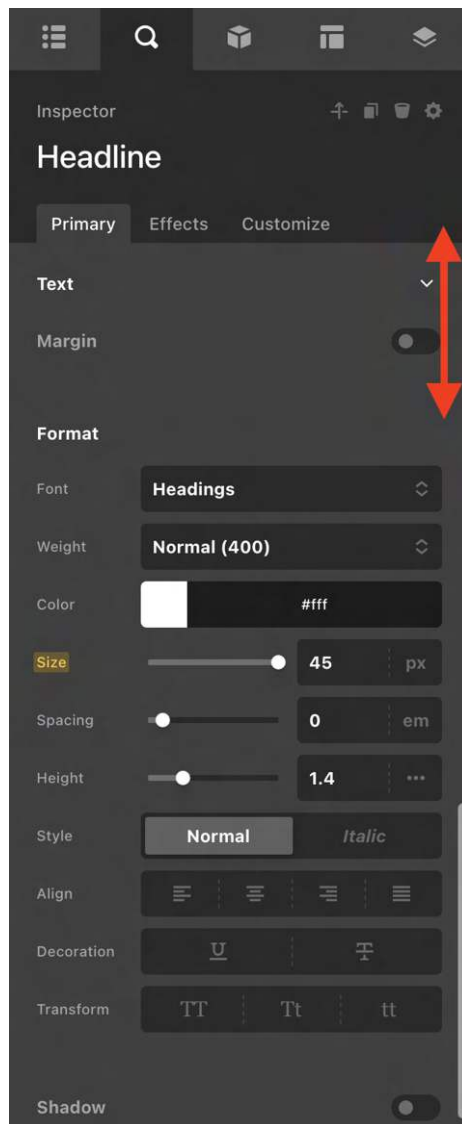 Inspector
Headline
Primary Effects Customize
Text
Margin
Format
Font Headings
Weight Normal (400)
Color #fff
Size 45 px
Spacing 0 em
Height 1.4 •••
Style Normal Italic
Align
Decoration U T
Transform TT Tt tt
Shadow